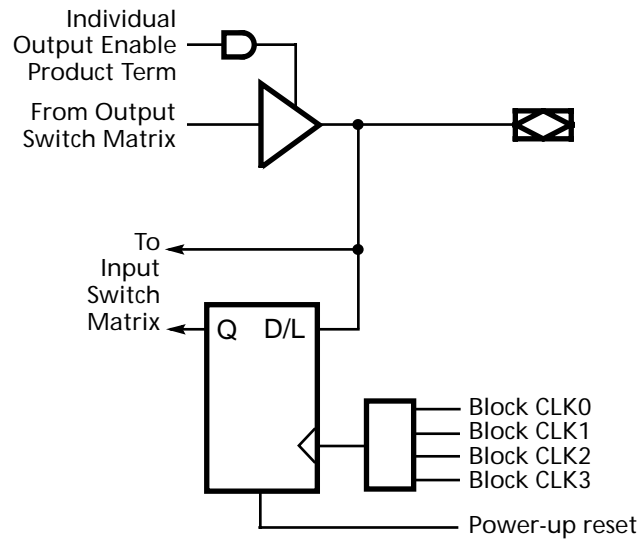 Individual
Output Enable
Product Term
From Output
Switch Matrix
To
Input
Switch
Matrix
Q D/L
Block CLK0
Block CLK1
Block CLK2
Block CLK3
Power-up reset